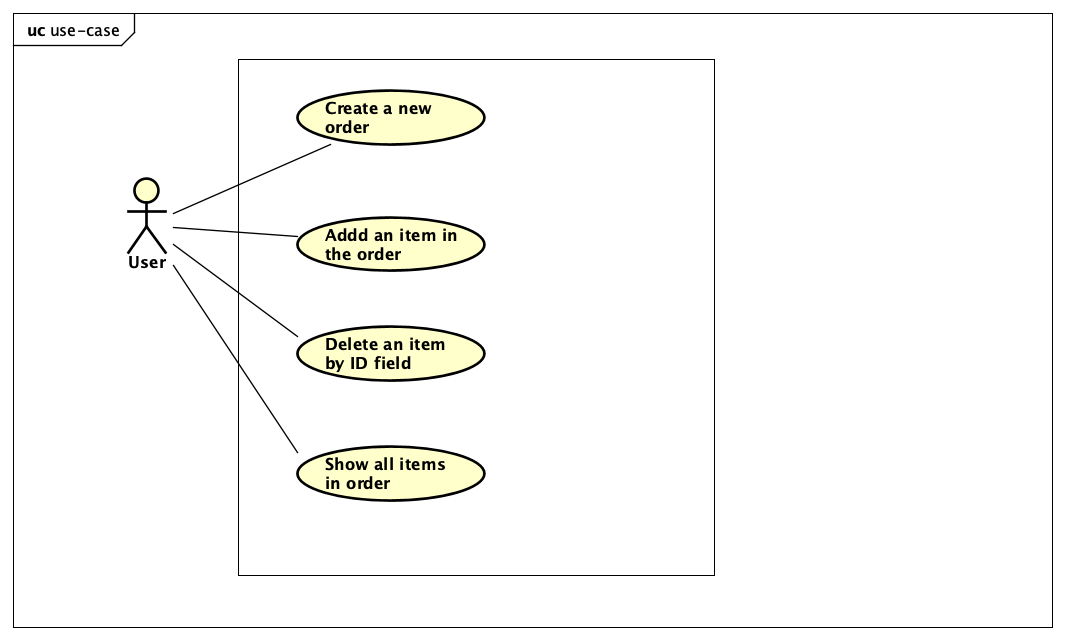 uc use-case
Create a new
order
Addd an item in
the order
User
Delete an item
by ID field
Show all items
in order